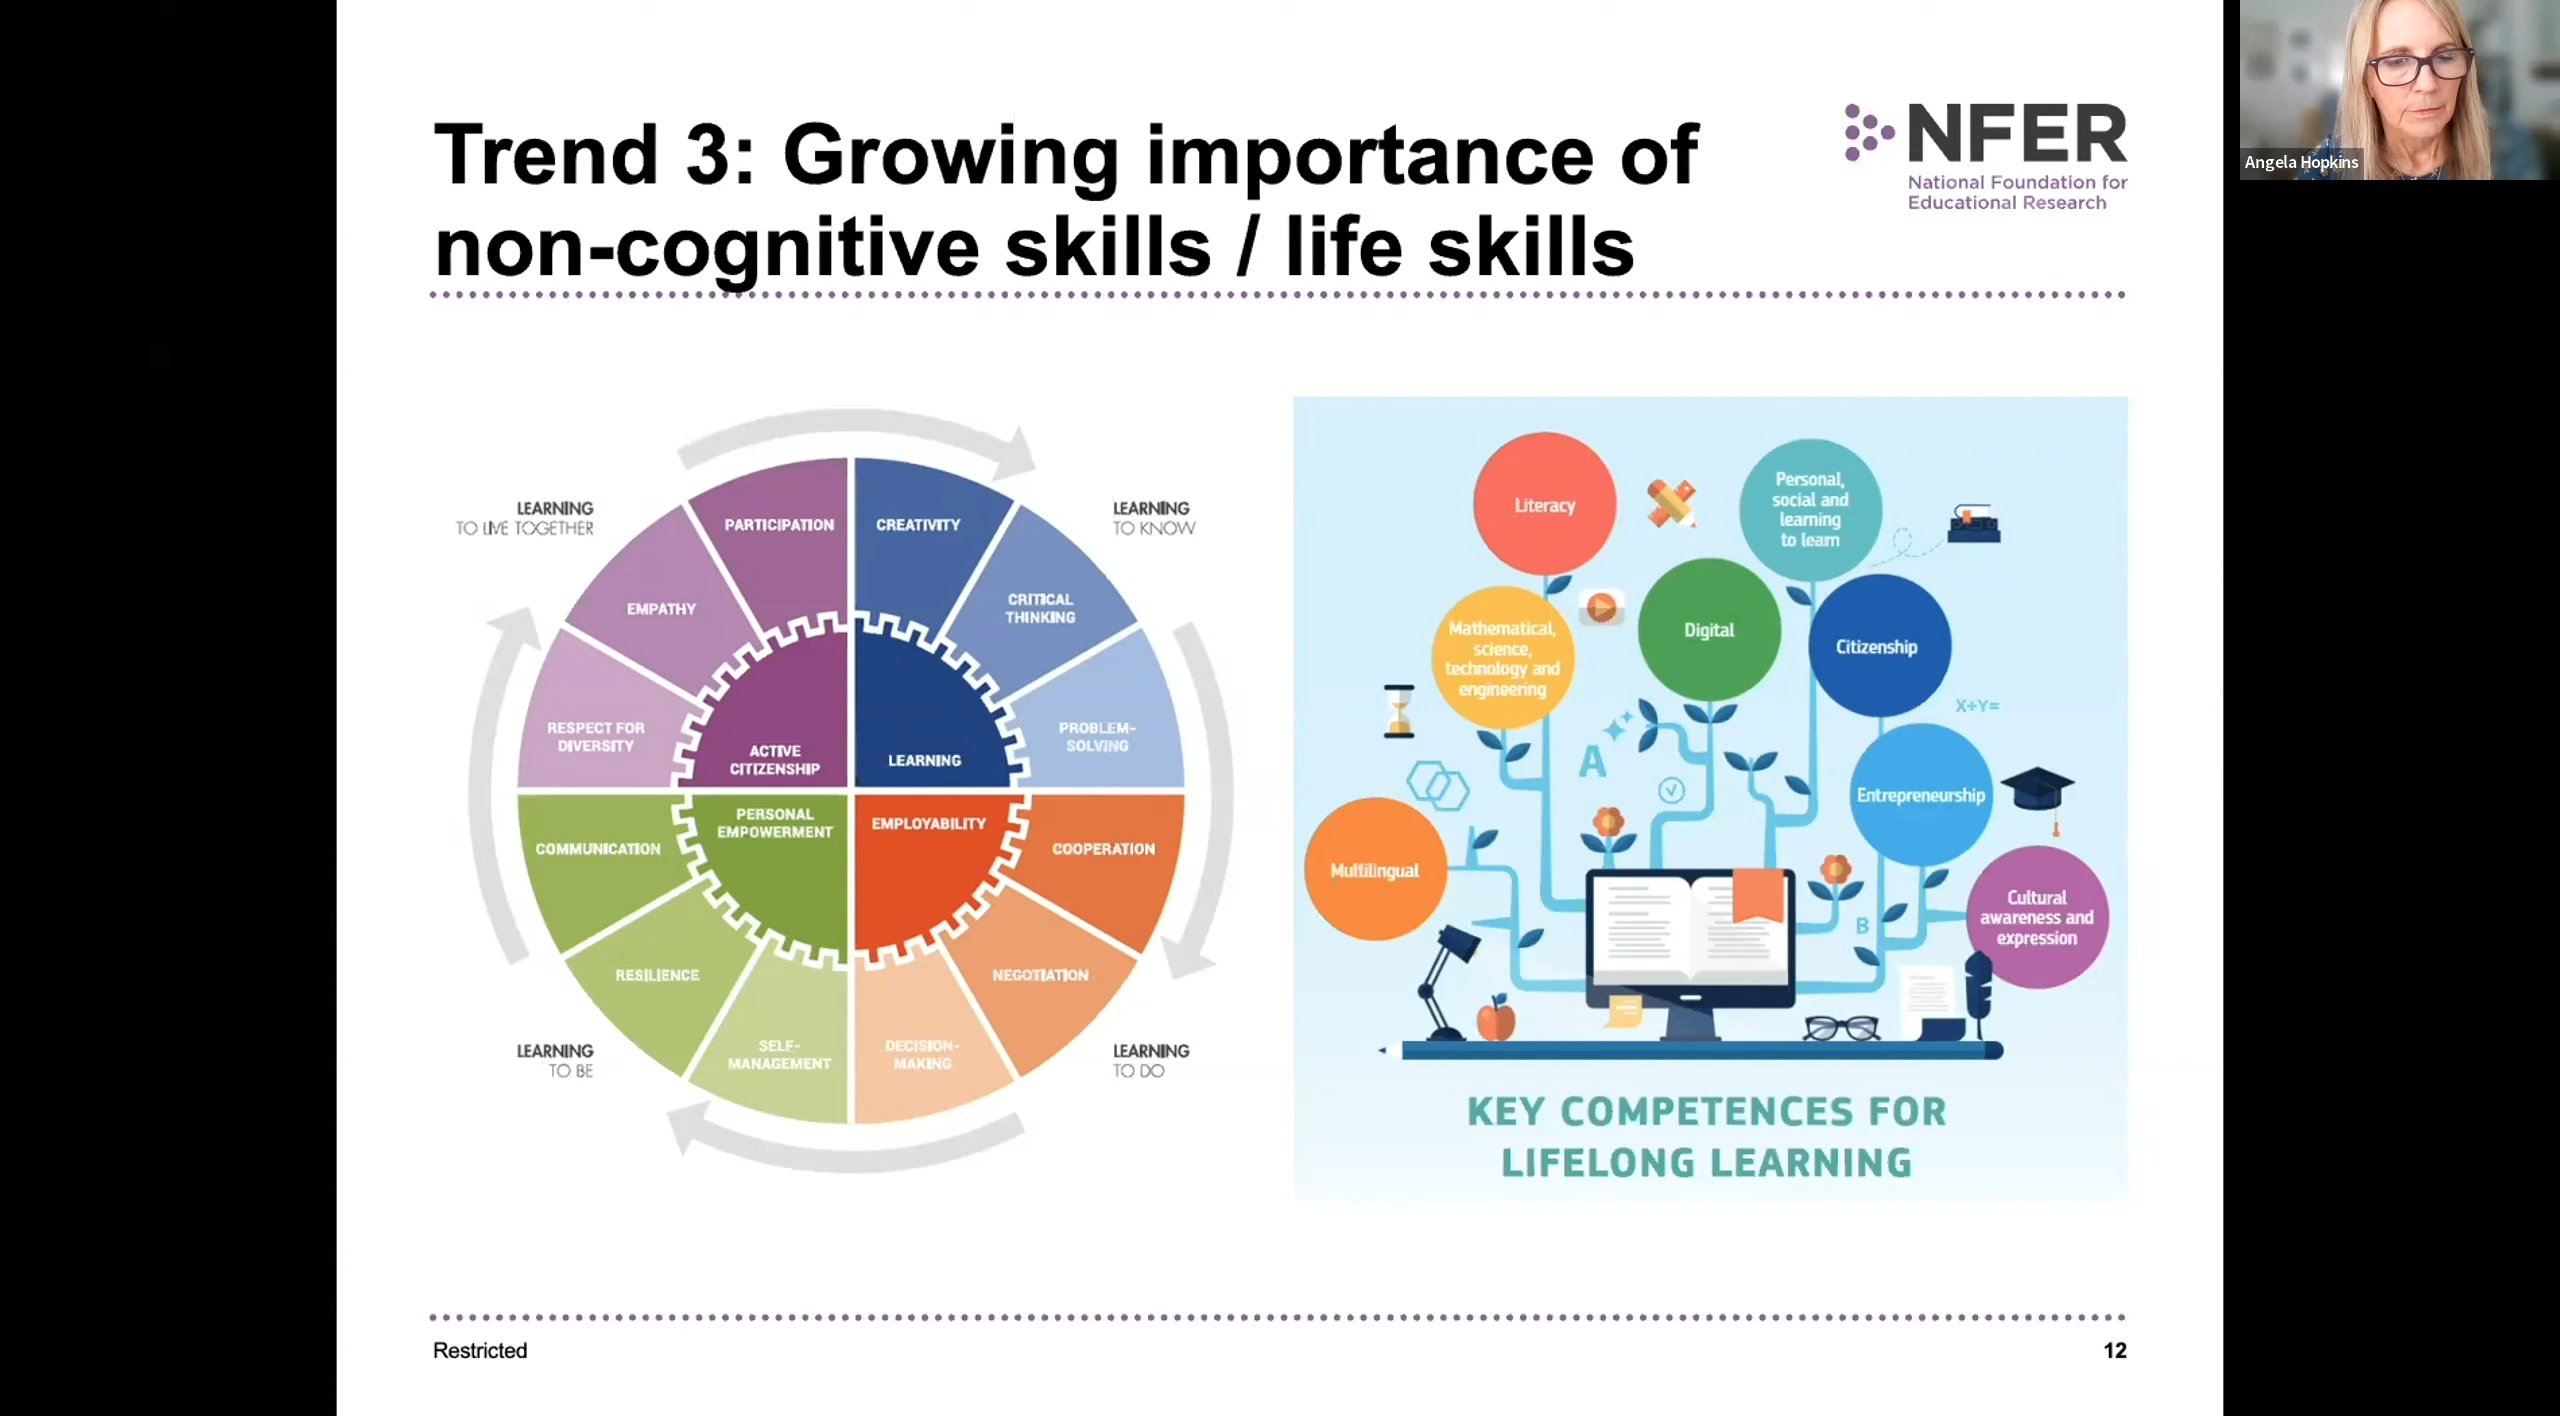 Trend 3: Growing importance of
non-cognitive skills / life skills
NFER
National Foundation for
Educational Research
Angela Hopkins
LEARNING
TO LIVE TOGETHER
LEARNING
TO KNOW
PARTICIPATION
CREATIVITY
EMPATHY
CRITICAL
THINKING
RESPECT FOR
DIVERSITY
PROBLEM-
SOLVING
ACTIVE
CITIZENSHIP
LEARNING
PERSONAL
EMPOWERMENT
EMPLOYABILITY
COMMUNICATION
COOPERATION
RESILIENCE
NEGOTIATION
SELF-
MANAGEMENT
DECISION-
MAKING
LEARNING
TO BE
LEARNING
TO DO
Literacy
Personal,
social and
learning
to learn
Mathematical,
science,
technology and
engineering
Digital
Citizenship
X+Y=
A
Entrepreneurship
Multilingual
B
Cultural
awareness and
expression
KEY COMPETENCES FOR
LIFELONG LEARNING
Restricted
12